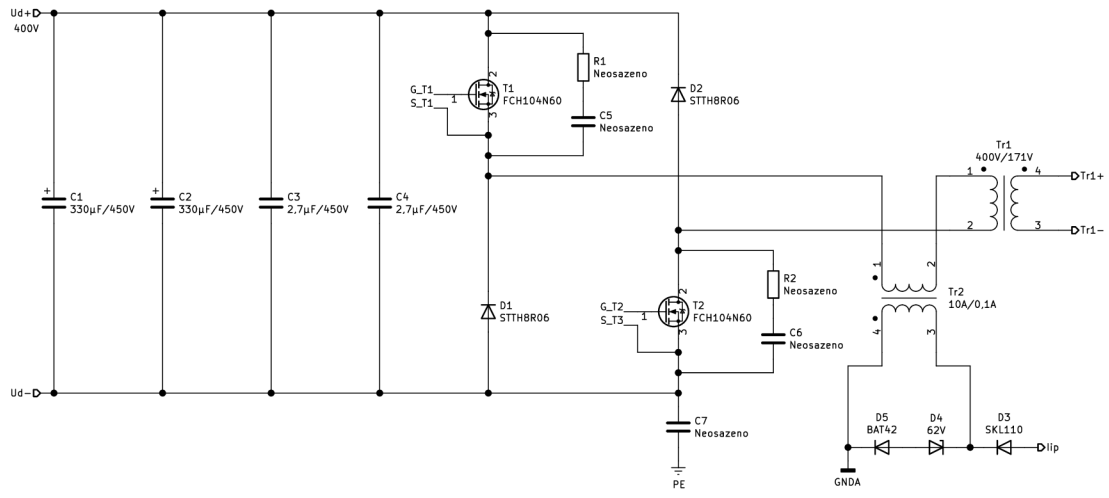 Ud+
400V
C1
330µF/450V
C2
330µF/450V
C3
2,7µF/450V
C4
2,7µF/450V
Ud-
G_T1
S_T1
1
2
3
T1
FCH104N60
R1
Neosazeno
C5
Neosazeno
D1
STTH8R06
D2
STTH8R06
G_T2
S_T3
1
2
3
T2
FCH104N60
R2
Neosazeno
C6
Neosazeno
C7
Neosazeno
PE
Tr1
400V/171V
1
2
4
3
Tr1+
Tr1-
1
2
4
3
Tr2
10A/0,1A
D5
BAT42
D4
62V
D3
SKL110
Iip
GNDA